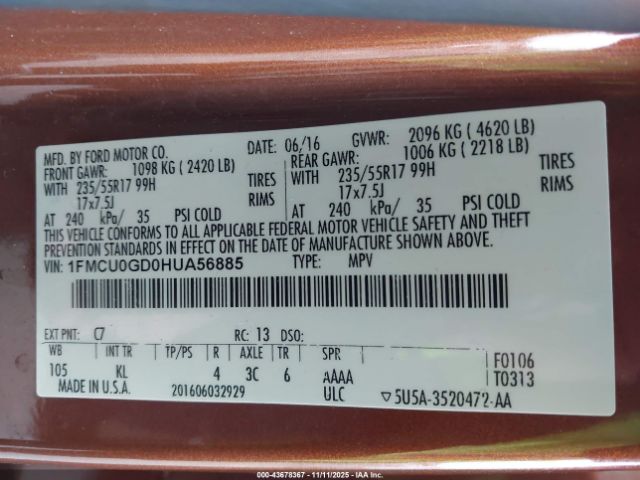 MFD. BY FORD MOTOR CO. DATE: 06/16 GVWR: 2096 KG ( 4620 LB)
FRONT GAWR: 1098 KG ( 2420 LB) REAR GAWR: 1006 KG ( 2218 LB)
WITH 235/55R17 99H TIRES WITH 235/55R17 99H TIRES
17x7.5J RIMS 17x7.5J RIMS
AT 240 kPa/ 35 PSI COLD AT 240 kPa/ 35 PSI COLD
THIS VEHICLE CONFORMS TO ALL APPLICABLE FEDERAL MOTOR VEHICLE SAFETY AND THEFT
PREVENTION STANDARDS IN EFFECT ON THE DATE OF MANUFACTURE SHOWN ABOVE.
VIN: 1FMCU0GD0HUA56885 TYPE: MPV
EXT PNT: C7 RC: 13 DSO:
WB INT TR TP/PS R AXLE TR SPR F0106
105 KL 4 3C 6 AAAA T0313
MADE IN U.S.A. 201606032929 ULC ▽5U5A-3520472-AA
000-43678367 - 11/11/2025 - IAA Inc.